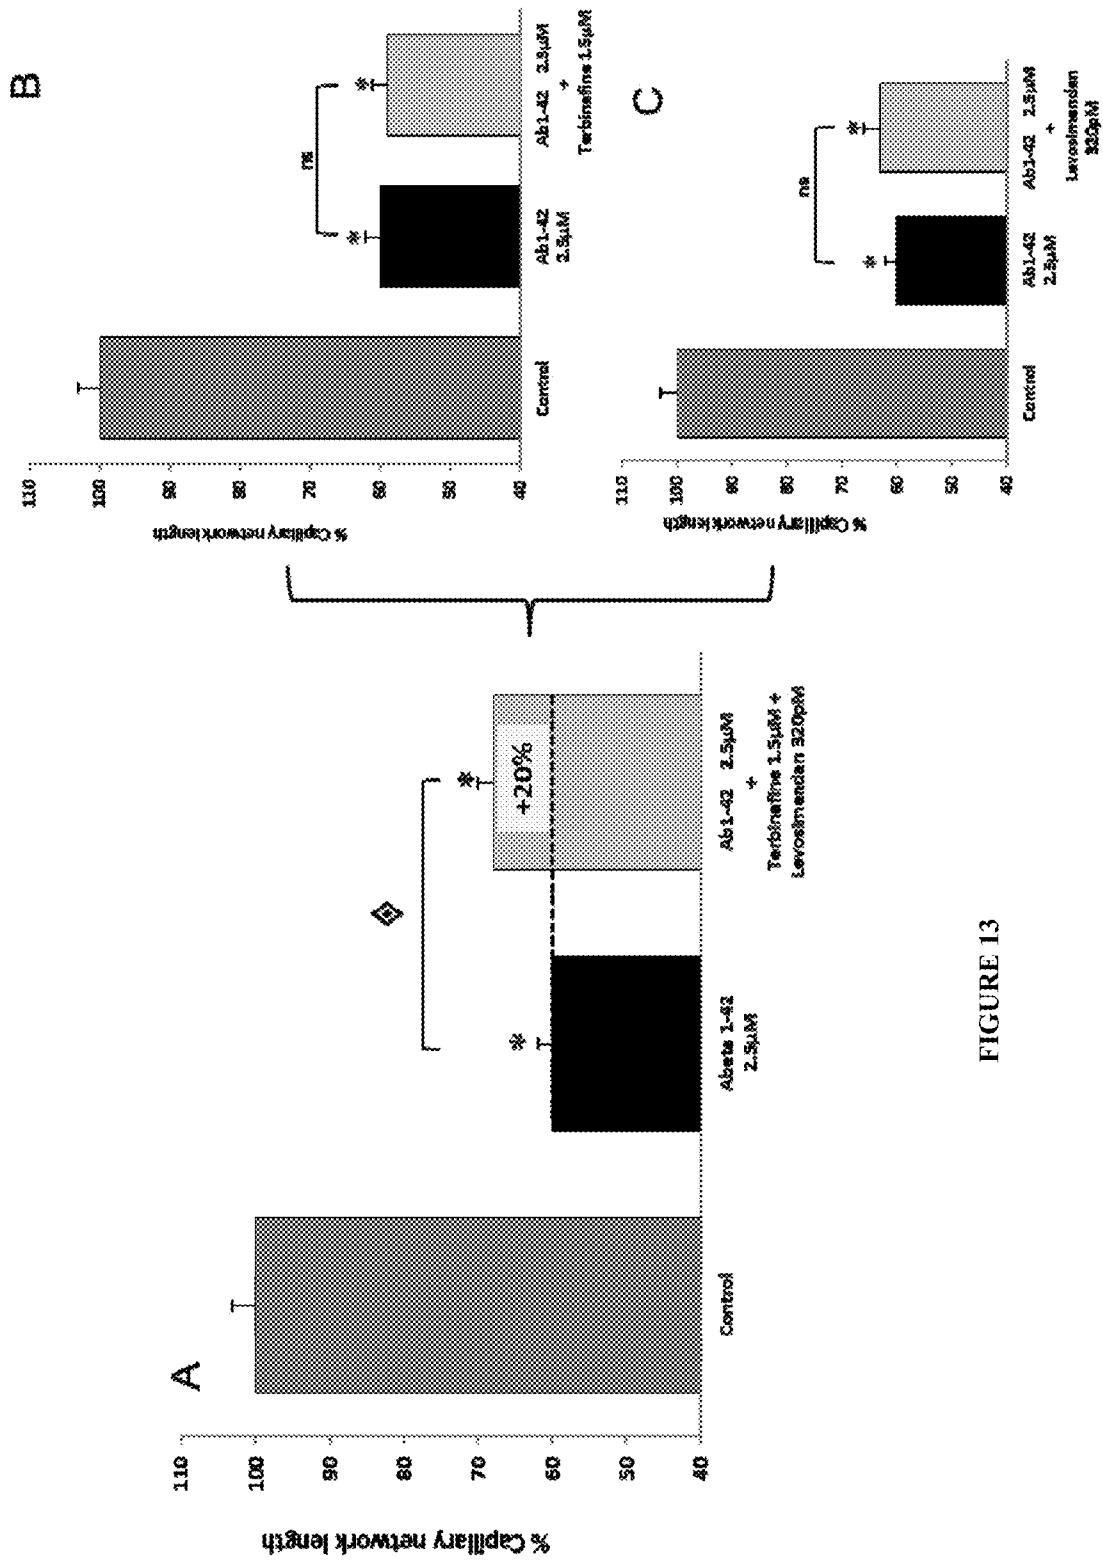 A
% Capillary network length
110
100
90
80
70
60
50
40
+20%
Control
Abeta 1-42
2.5µM
Ab1-42 2.5µM
+
Terbinafine 1.5µM +
Levosimendan 320pM
B
% Capillary network length
110
100
90
80
70
60
50
40
ns
*
*
Control
Ab1-42
2.5µM
Ab1-42 2.5µM
+
Terbinafine 1.5µM
C
% Capillary network length
110
100
90
80
70
60
50
40
ns
*
*
Control
Ab1-42
2.5µM
Ab1-42 2.5µM
+
Levosimendan
320pM
FIGURE 13